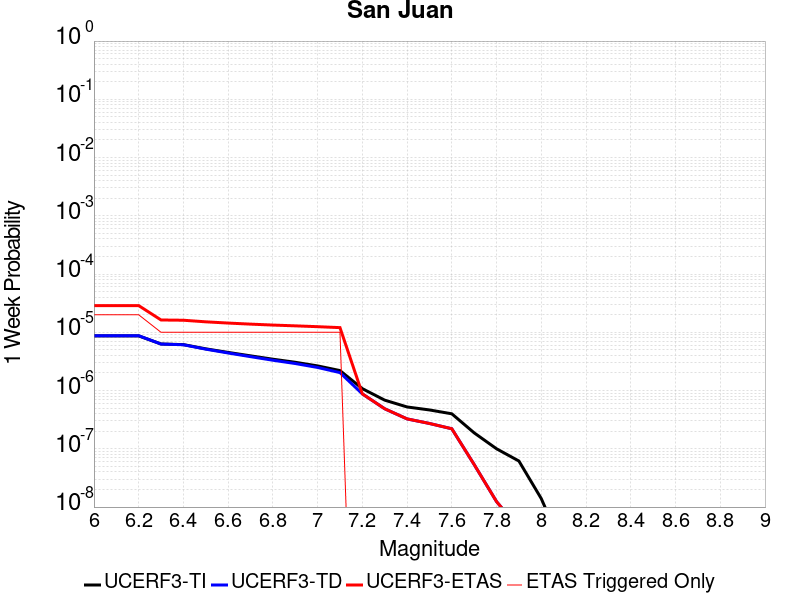 San Juan
10^0
10^-1
10^-2
10^-3
10^-4
10^-5
10^-6
10^-7
10^-8
1 Week Probability
6 6.2 6.4 6.6 6.8 7 7.2 7.4 7.6 7.8 8 8.2 8.4 8.6 8.8 9
Magnitude
UCERF3-TI UCERF3-TD UCERF3-ETAS ETAS Triggered Only